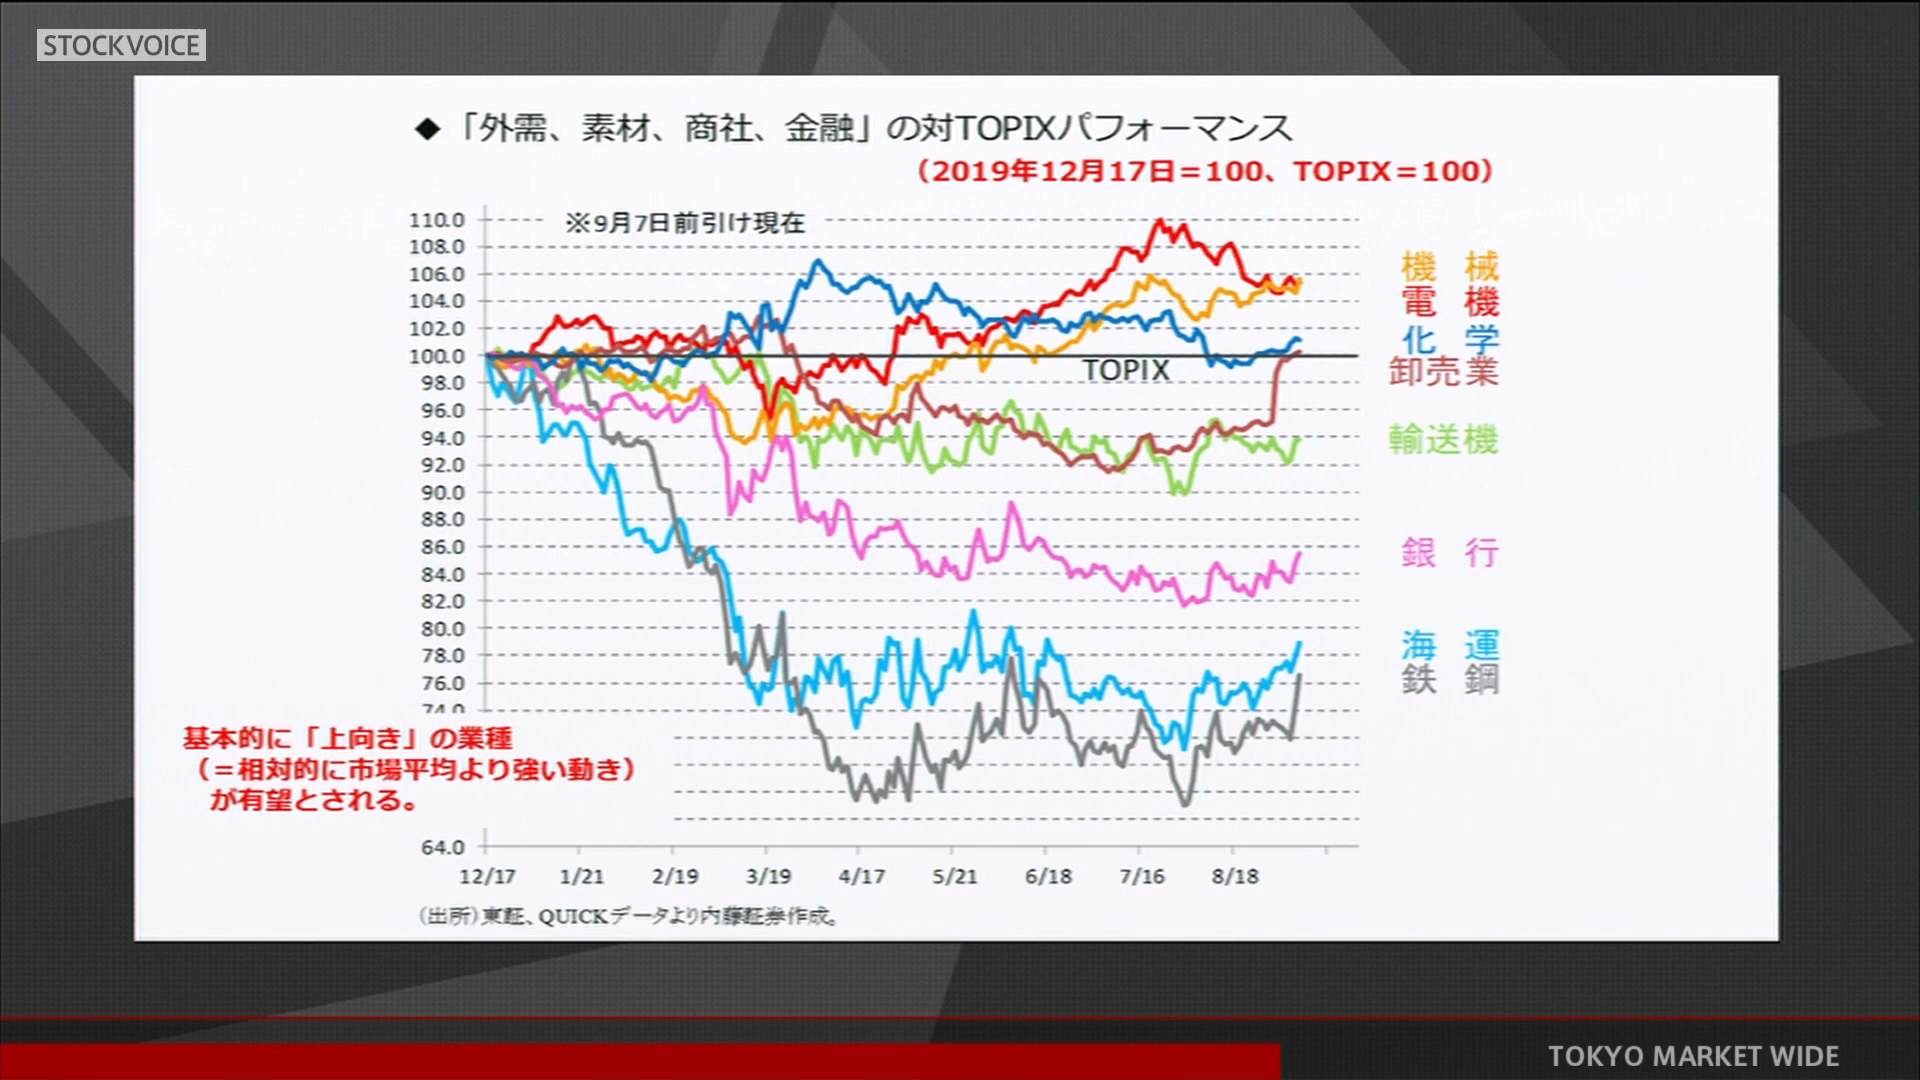 STOCKVOICE
◆「外需、素材、商社、金融」の対TOPIXパフォーマンス
（2019年12月17日＝100、TOPIX＝100）
※9月7日前引け現在
110.0
108.0
106.0
104.0
102.0
100.0
98.0
96.0
94.0
92.0
90.0
88.0
86.0
84.0
82.0
80.0
78.0
76.0
74.0
64.0
TOPIX
機 械
電 機
化 学
卸売業
輸送機
銀 行
海 運
鉄 鋼
基本的に「上向き」の業種
（＝相対的に市場平均より強い動き）
が有望とされる。
12/17 1/21 2/19 3/19 4/17 5/21 6/18 7/16 8/18
（出所）東証、QUICKデータより内藤証券作成。
TOKYO MARKET WIDE